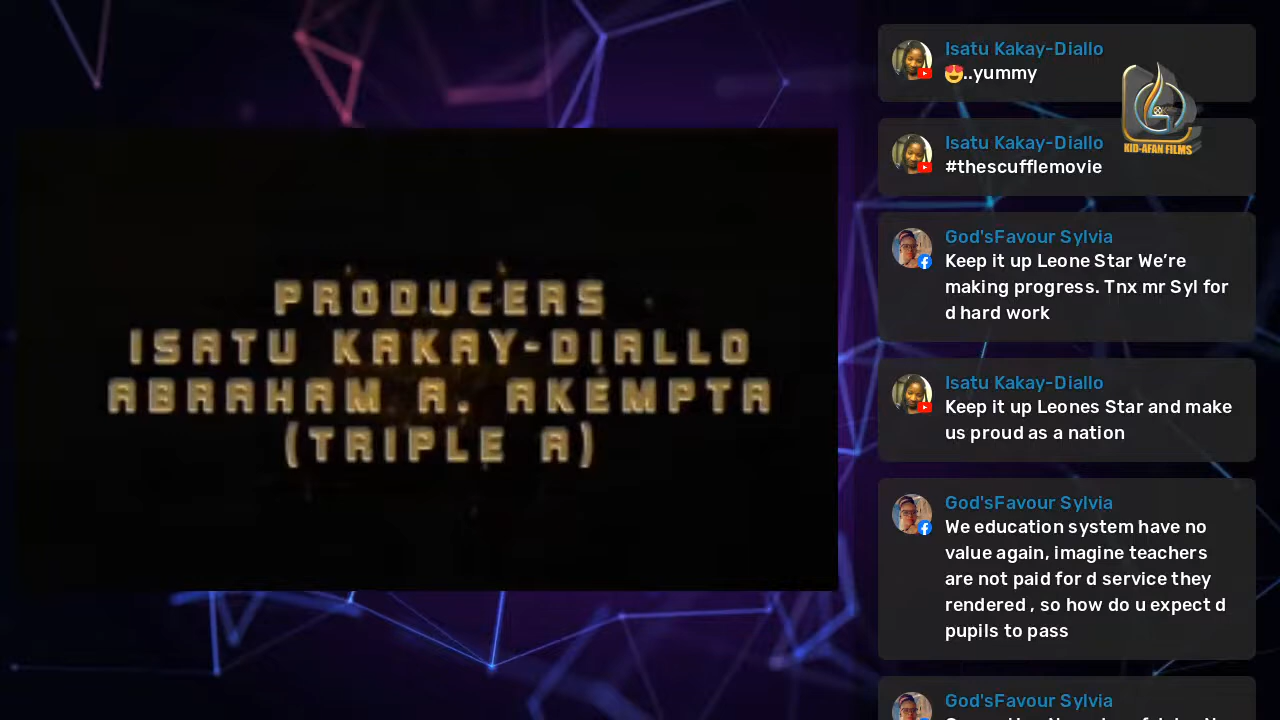 PRODUCERS
ISATU KAKAY-DIALLO
ABRAHAM A. AKEMPTA
(TRIPLE A)
Isatu Kakay-Diallo
😍..yummy
KID-AFAN FILMS
Isatu Kakay-Diallo
#thescufflemovie
God'sFavour Sylvia
Keep it up Leone Star We’re
making progress. Tnx mr Syl for
d hard work
Isatu Kakay-Diallo
Keep it up Leones Star and make
us proud as a nation
God'sFavour Sylvia
We education system have no
value again, imagine teachers
are not paid for d service they
rendered , so how do u expect d
pupils to pass
God'sFavour Sylvia